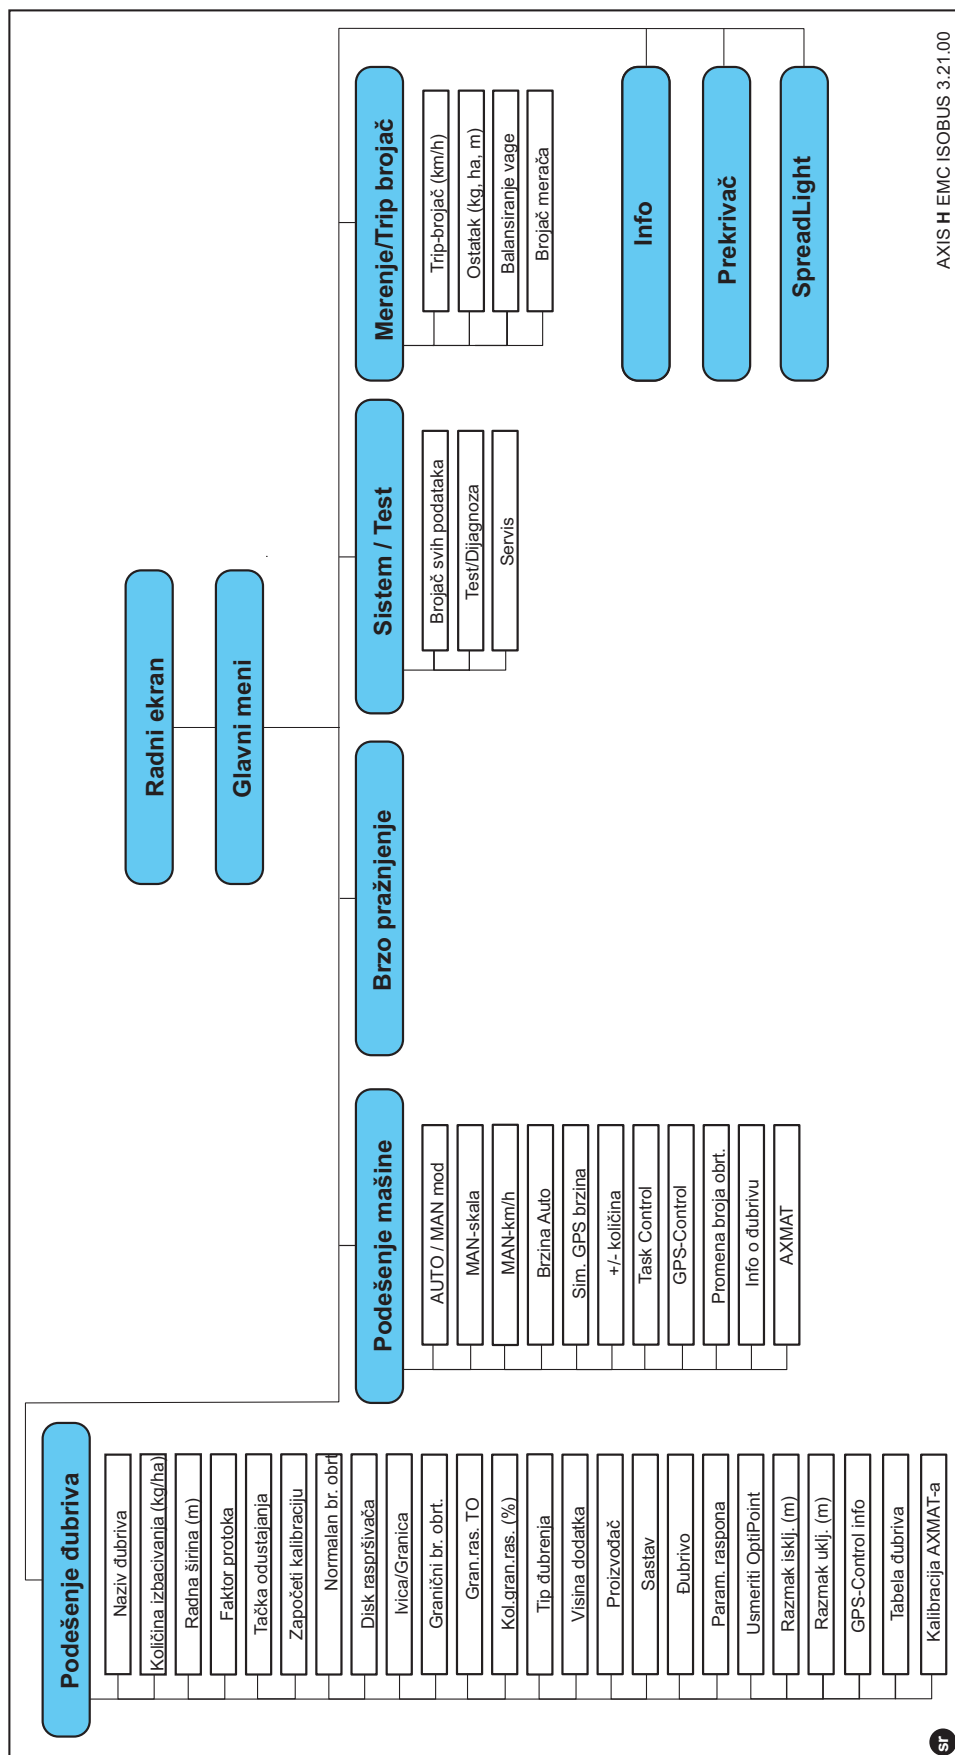 Radni ekran
Glavni meni
Podešenje đubriva
Naziv đubriva
Količina izbacivanja (kg/ha)
Radna širina (m)
Faktor protoka
Tačka odustajanja
Započeti kalibraciju
Normalan br. obrt
Disk raspršivača
Ivica/Granica
Granični br. obrt.
Gran.ras. TO
Kol.gran.ras. (%)
Tip đubrenja
Visina dodatka
Proizvođač
Sastav
Đubrivo
Param. raspona
Usmeriti OptiPoint
Razmak isklj. (m)
Razmak uklj. (m)
GPS-Control info
Tabela đubriva
Kalibracija AXMAT-a
Podešenje mašine
AUTO / MAN mod
MAN-skala
MAN-km/h
Brzina Auto
Sim. GPS brzina
+/- količina
Task Control
GPS-Control
Promena broja obrt.
Info o đubrivu
AXMAT
Brzo pražnjenje
Sistem / Test
Brojač svih podataka
Test/Dijagnoza
Servis
Merenje/Trip brojač
Trip-brojač (km/h)
Ostatak (kg, ha, m)
Balansiranje vage
Brojač merača
Info
Prekrivač
SpreadLight
sr
AXIS H EMC ISOBUS 3.21.00